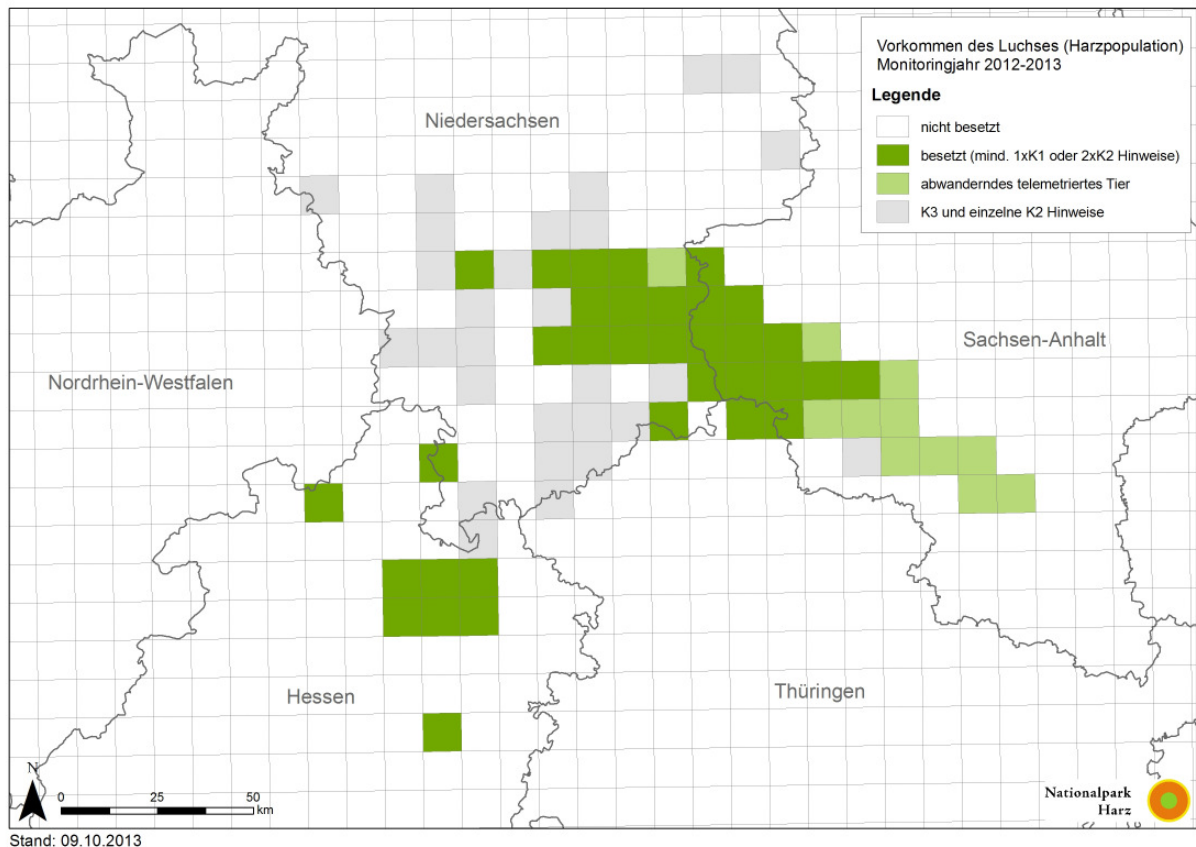 Vorkommen des Luchses (Harzpopulation)
Monitoringjahr 2012-2013
Legende
nicht besetzt
besetzt (mind. 1xK1 oder 2xK2 Hinweise)
abwanderndes telemetriertes Tier
K3 und einzelne K2 Hinweise
Niedersachsen
Sachsen-Anhalt
Nordrhein-Westfalen
Hessen
Thüringen
N
0 25 50
km
Nationalpark
Harz
Stand: 09.10.2013